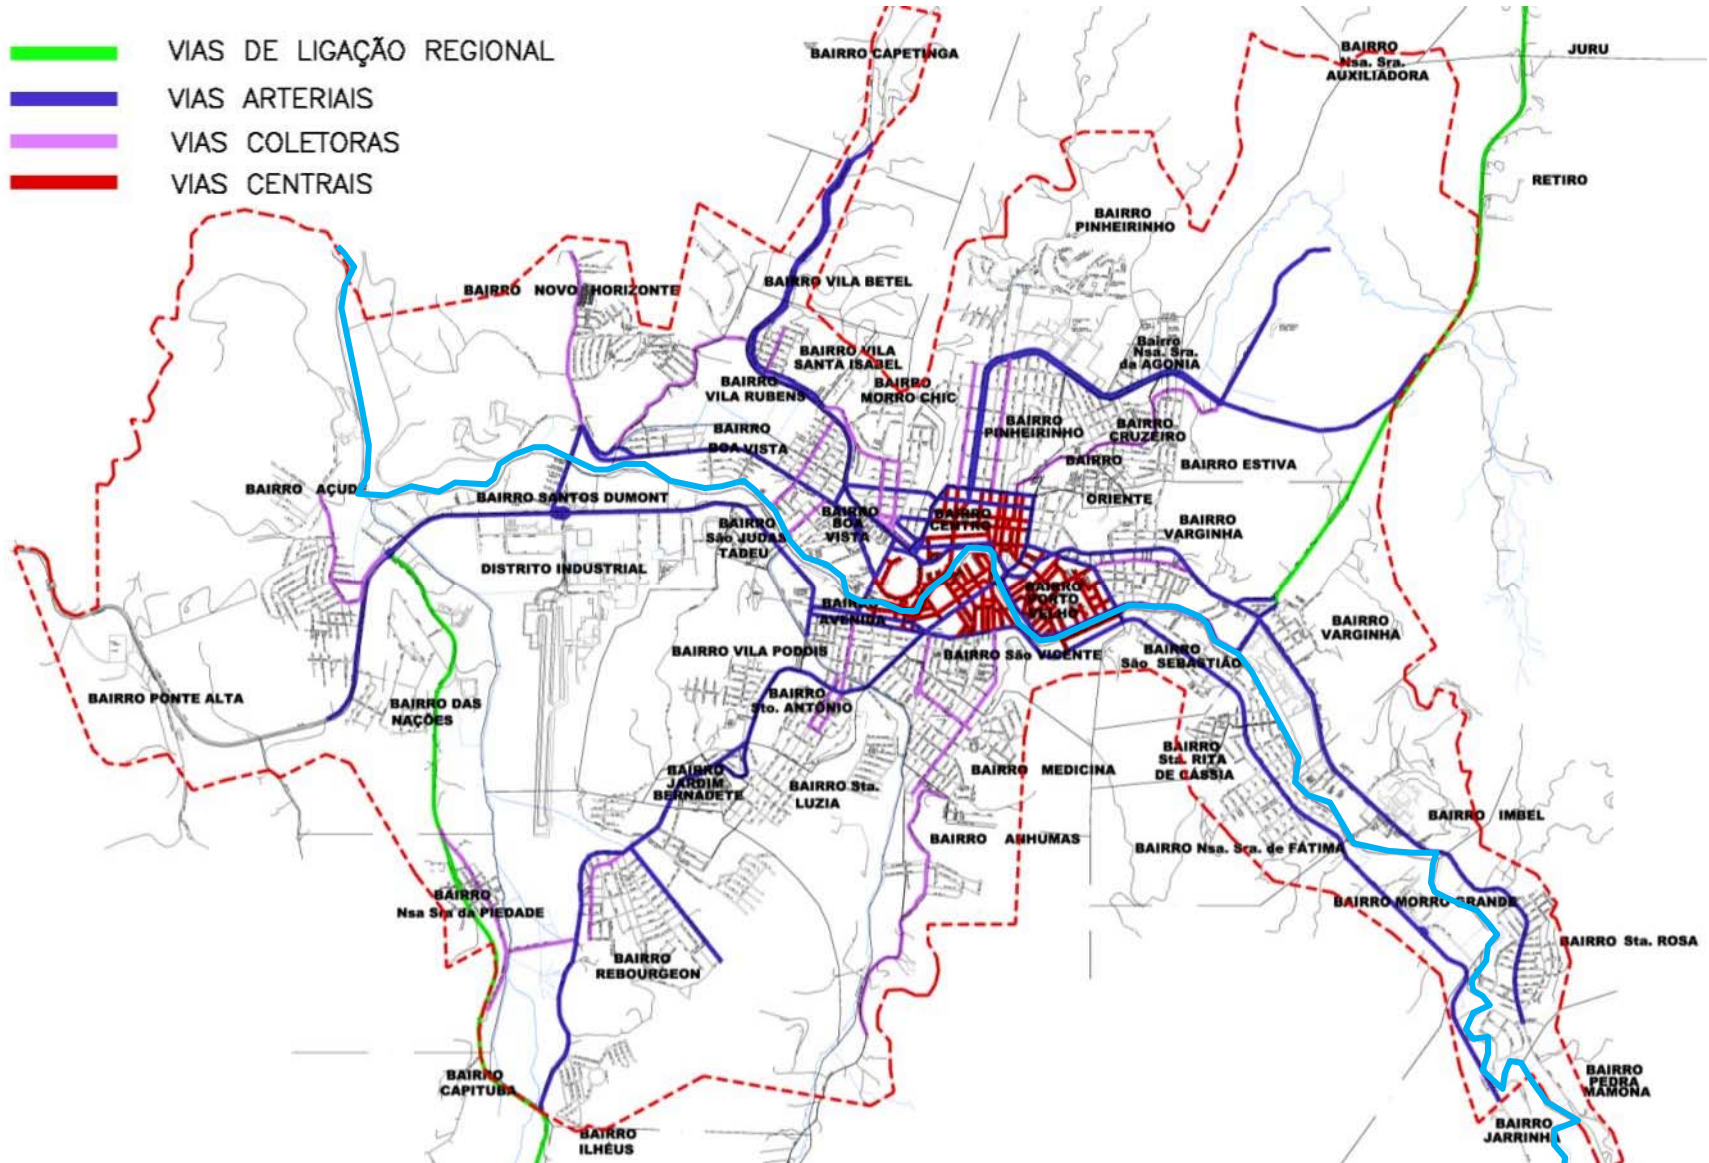 VIAS DE LIGAÇÃO REGIONAL
VIAS ARTERIAIS
VIAS COLETORAS
VIAS CENTRAIS
BAIRRO CAPETINGA
BAIRRO
Nsa. Sra.
AUXILIADORA
JURU
RETIRO
BAIRRO
PINHEIRINHO
BAIRRO NOVO HORIZONTE
BAIRRO VILA BETEL
BAIRRO VILA
SANTA ISABEL
Bairro
Nsa. Sra.
da AGONIA
BAIRRO
VILA RUBENS
BAIRRO
MORRO CHIC
BAIRRO
BOA VISTA
BAIRRO
PINHEIRINHO
BAIRRO
CRUZEIRO
BAIRRO
ORIENTE
BAIRRO ESTIVA
BAIRRO AÇUDE
BAIRRO SANTOS DUMONT
BAIRRO
São JUDAS
TADEU
BAIRRO
BOA
VISTA
BAIRRO
CENTRO
BAIRRO
VARGINHA
DISTRITO INDUSTRIAL
BAIRRO
AVENIDA
BAIRRO
PORTO
VELHO
BAIRRO
VARGINHA
BAIRRO VILA PODDIS
BAIRRO São VICENTE
BAIRRO
São SEBASTIÃO
BAIRRO PONTE ALTA
BAIRRO DAS
NAÇÕES
BAIRRO
Sto. ANTÔNIO
BAIRRO
JARDIM
BERNADETE
BAIRRO Sta.
LUZIA
BAIRRO MEDICINA
BAIRRO
Sta. RITA
DE CÁSSIA
BAIRRO ANHUMAS
BAIRRO IMBEL
BAIRRO Nsa. Sra. de FÁTIMA
BAIRRO
Nsa Sra da PIEDADE
BAIRRO MORRO GRANDE
BAIRRO Sta. ROSA
BAIRRO
REBOURGEON
BAIRRO
CAPITUBA
BAIRRO
PEDRA
MAMONA
BAIRRO
ILHÉUS
BAIRRO
JARRINHA